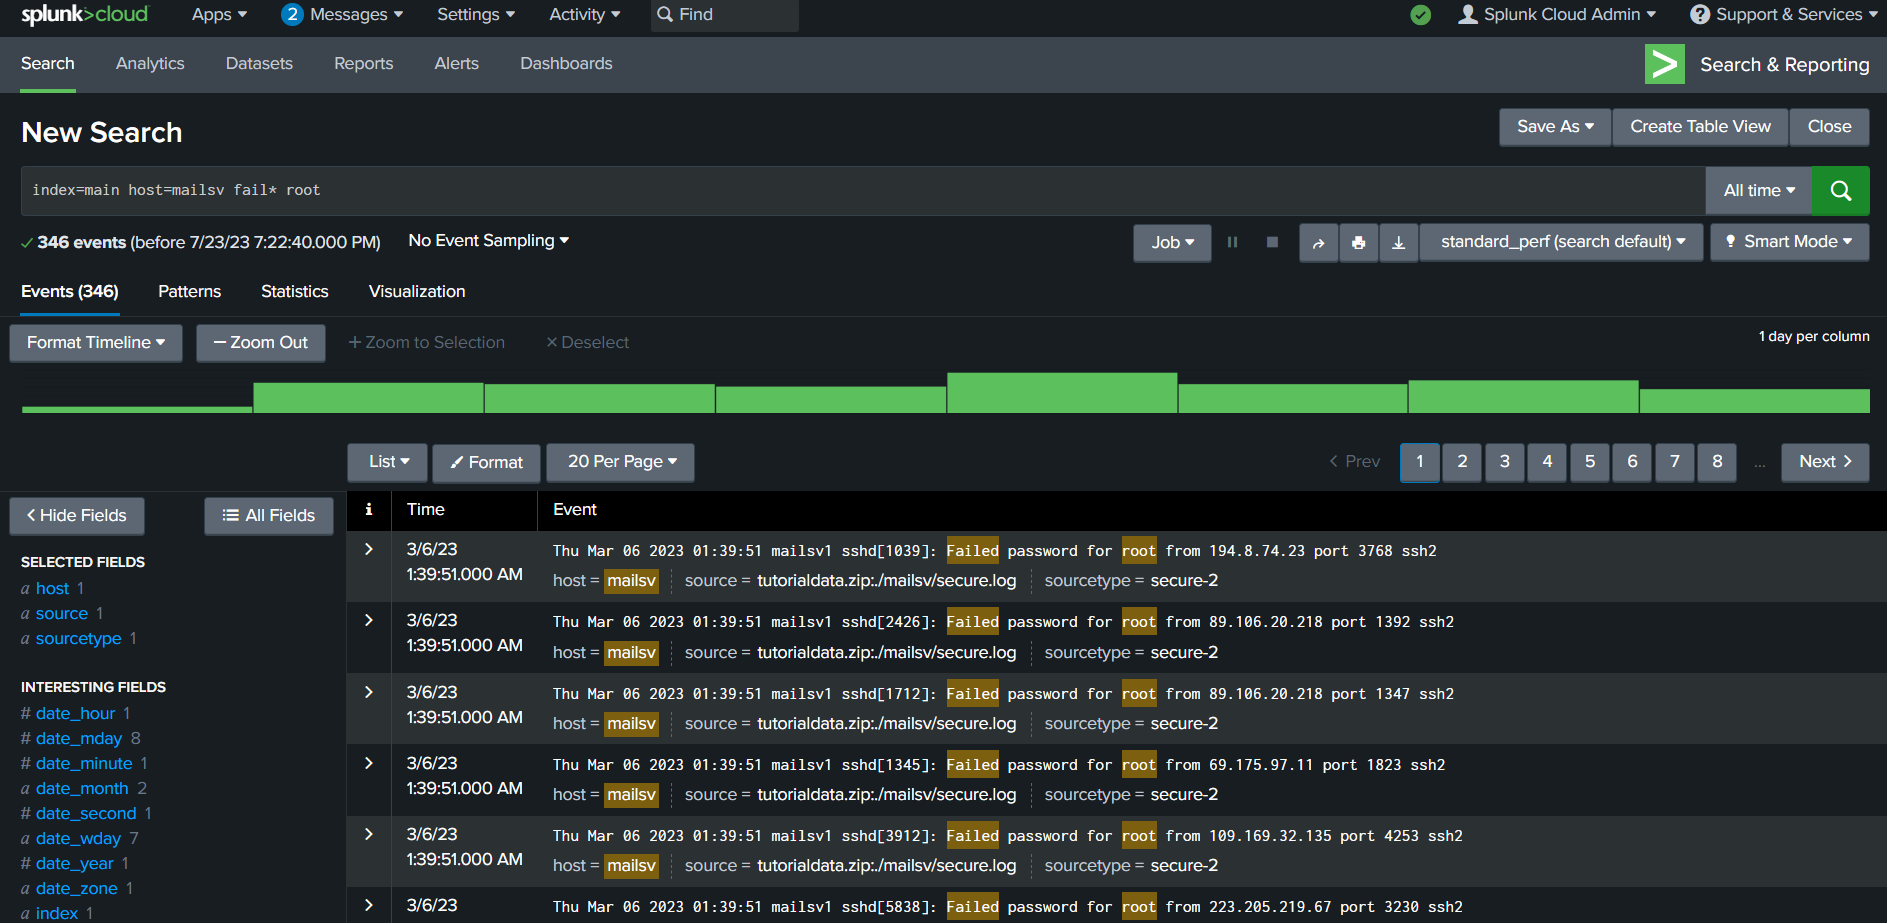 splunk>cloud Apps 2 Messages Settings Activity Find Splunk Cloud Admin ? Support & Services
Search Analytics Datasets Reports Alerts Dashboards > Search & Reporting
New Search Save As Create Table View Close
index=main host=mailsv fail* root All time
346 events (before 7/23/23 7:22:40.000 PM) No Event Sampling Job standard_perf (search default) Smart Mode
Events (346) Patterns Statistics Visualization
Format Timeline — Zoom Out + Zoom to Selection × Deselect 1 day per column
List Format 20 Per Page < Prev 1 2 3 4 5 6 7 8 ... Next >
< Hide Fields All Fields
i Time Event
SELECTED FIELDS
a host 1
a source 1
a sourcetype 1
INTERESTING FIELDS
# date_hour 1
# date_mday 8
# date_minute 1
a date_month 2
# date_second 1
a date_wday 7
# date_year 1
a date_zone 1
a index 1
> 3/6/23 Thu Mar 06 2023 01:39:51 mailsv1 sshd[1039]: Failed password for root from 194.8.74.23 port 3768 ssh2
1:39:51.000 AM host = mailsv source = tutorialdata.zip:./mailsv/secure.log sourcetype = secure-2
> 3/6/23 Thu Mar 06 2023 01:39:51 mailsv1 sshd[2426]: Failed password for root from 89.106.20.218 port 1392 ssh2
1:39:51.000 AM host = mailsv source = tutorialdata.zip:./mailsv/secure.log sourcetype = secure-2
> 3/6/23 Thu Mar 06 2023 01:39:51 mailsv1 sshd[1712]: Failed password for root from 89.106.20.218 port 1347 ssh2
1:39:51.000 AM host = mailsv source = tutorialdata.zip:./mailsv/secure.log sourcetype = secure-2
> 3/6/23 Thu Mar 06 2023 01:39:51 mailsv1 sshd[1345]: Failed password for root from 69.175.97.11 port 1823 ssh2
1:39:51.000 AM host = mailsv source = tutorialdata.zip:./mailsv/secure.log sourcetype = secure-2
> 3/6/23 Thu Mar 06 2023 01:39:51 mailsv1 sshd[3912]: Failed password for root from 109.169.32.135 port 4253 ssh2
1:39:51.000 AM host = mailsv source = tutorialdata.zip:./mailsv/secure.log sourcetype = secure-2
> 3/6/23 Thu Mar 06 2023 01:39:51 mailsv1 sshd[5838]: Failed password for root from 223.205.219.67 port 3230 ssh2